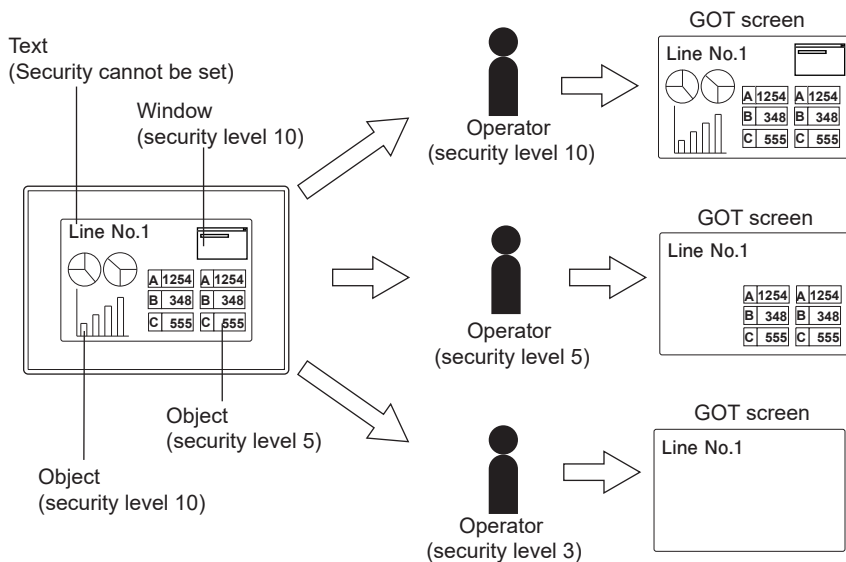 Text
(Security cannot be set)
Window
(security level 10)
Line No.1
A 1254 A 1254
B 348 B 348
C 555 C 555
Object
(security level 5)
Object
(security level 10)
Operator
(security level 10)
GOT screen
Line No.1
A 1254 A 1254
B 348 B 348
C 555 C 555
Operator
(security level 5)
GOT screen
Line No.1
A 1254 A 1254
B 348 B 348
C 555 C 555
Operator
(security level 3)
GOT screen
Line No.1